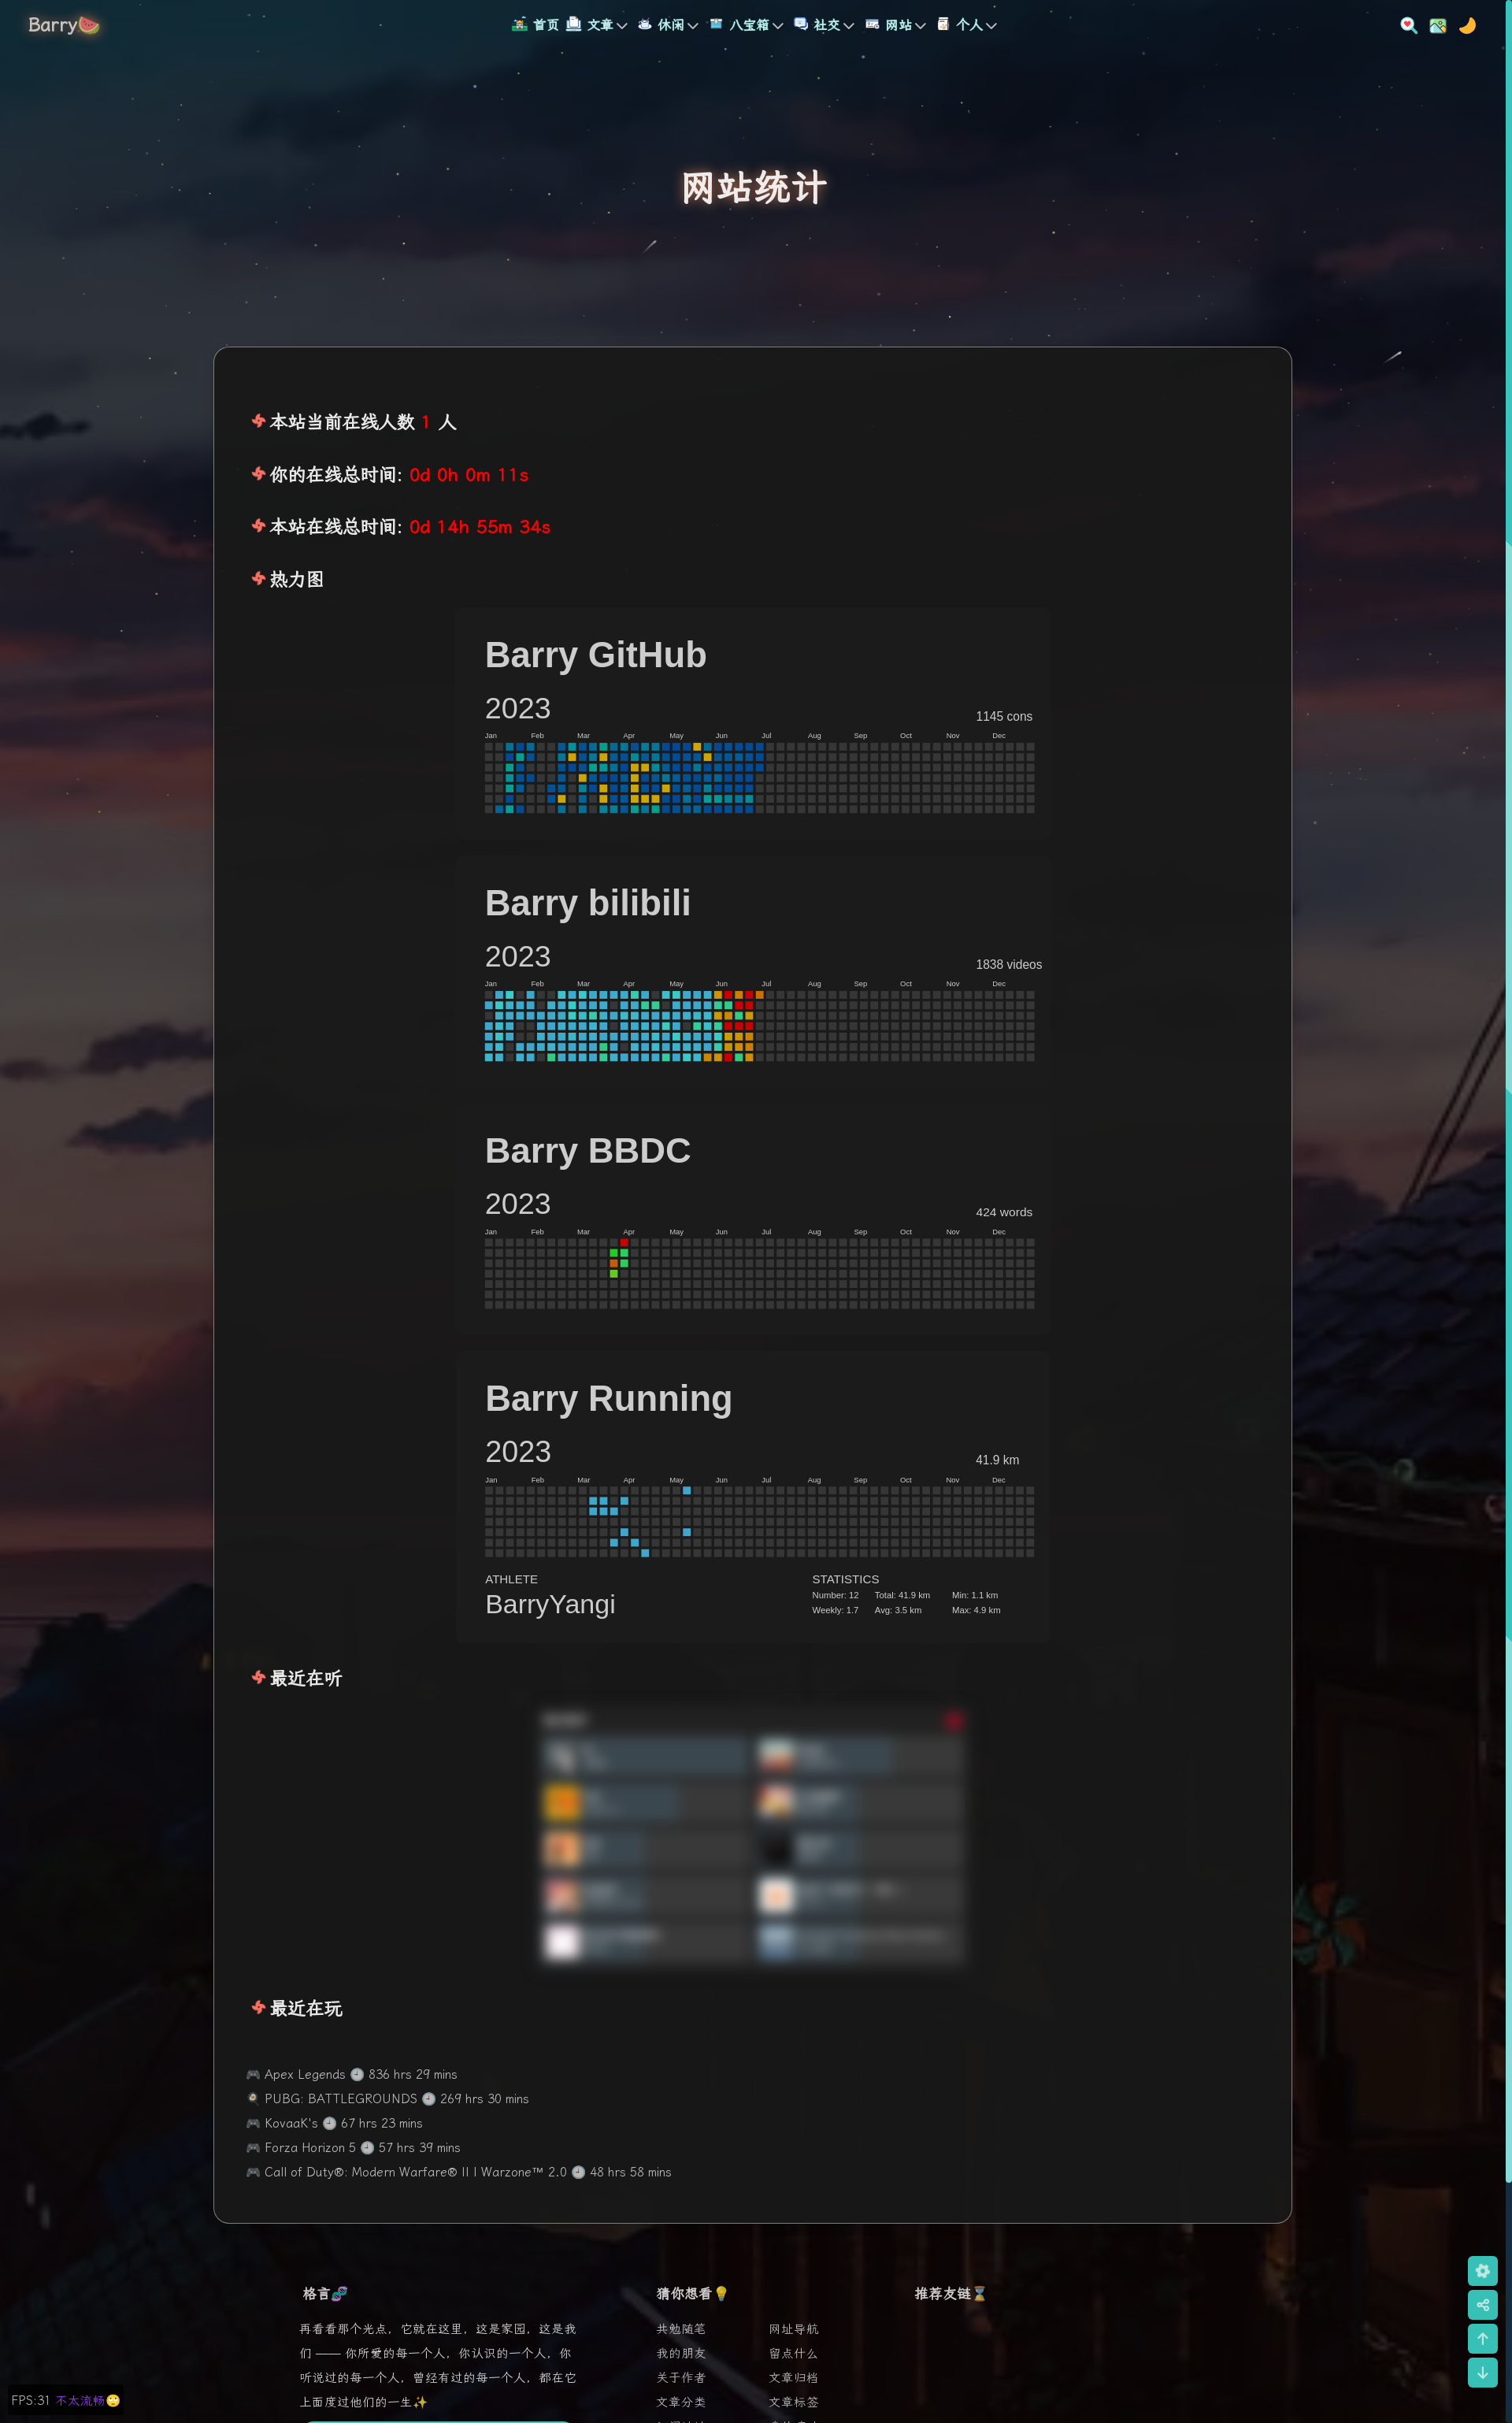 Barry🍉
首页 文章 休闲 八宝箱 社交 网站 个人
网站统计
本站当前在线人数 1 人
你的在线总时间: 0d 0h 0m 11s
本站在线总时间: 0d 14h 55m 34s
热力图
Barry GitHub
2023
1145 cons
Jan Feb Mar Apr May Jun Jul Aug Sep Oct Nov Dec
Barry bilibili
2023
1838 videos
Jan Feb Mar Apr May Jun Jul Aug Sep Oct Nov Dec
Barry BBDC
2023
424 words
Jan Feb Mar Apr May Jun Jul Aug Sep Oct Nov Dec
Barry Running
2023
41.9 km
Jan Feb Mar Apr May Jun Jul Aug Sep Oct Nov Dec
ATHLETE
BarryYangi
STATISTICS
Number: 12 Total: 41.9 km Min: 1.1 km
Weekly: 1.7 Avg: 3.5 km Max: 4.9 km
最近在听
最近在玩
🎮 Apex Legends 🕘 836 hrs 29 mins
🍳 PUBG: BATTLEGROUNDS 🕘 269 hrs 30 mins
🎮 KovaaK's 🕘 67 hrs 23 mins
🎮 Forza Horizon 5 🕘 57 hrs 39 mins
🎮 Call of Duty®: Modern Warfare® II | Warzone™ 2.0 🕘 48 hrs 58 mins
格言🧬
再看看那个光点，它就在这里，这是家园，这是我
们 —— 你所爱的每一个人，你认识的一个人，你
听说过的每一个人，曾经有过的每一个人，都在它
上面度过他们的一生✨
猜你想看💡
共勉随笔 网址导航
我的朋友 留点什么
关于作者 文章归档
文章分类 文章标签
推荐友链⌛
FPS:31 不太流畅🙄